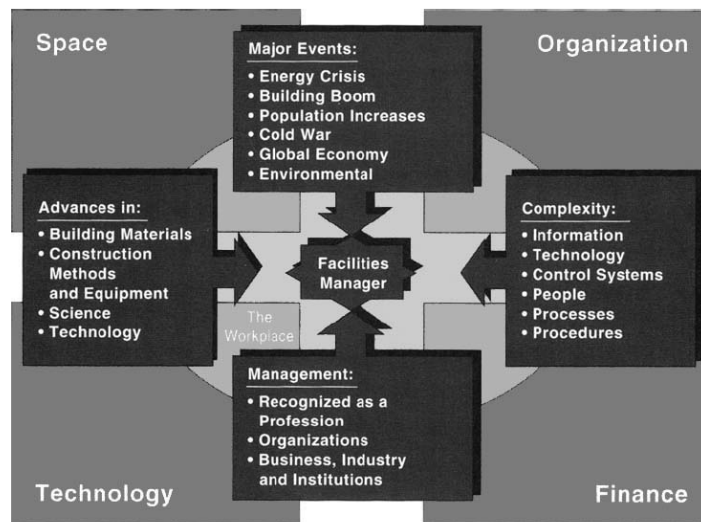 Space
Organization
Major Events:
• Energy Crisis
• Building Boom
• Population Increases
• Cold War
• Global Economy
• Environmental
Advances in:
• Building Materials
• Construction
Methods
and Equipment
• Science
• Technology
Facilities
Manager
Complexity:
• Information
• Technology
• Control Systems
• People
• Processes
• Procedures
The
Workplace
Management:
• Recognized as a
Profession
• Organizations
• Business, Industry
and Institutions
Technology
Finance